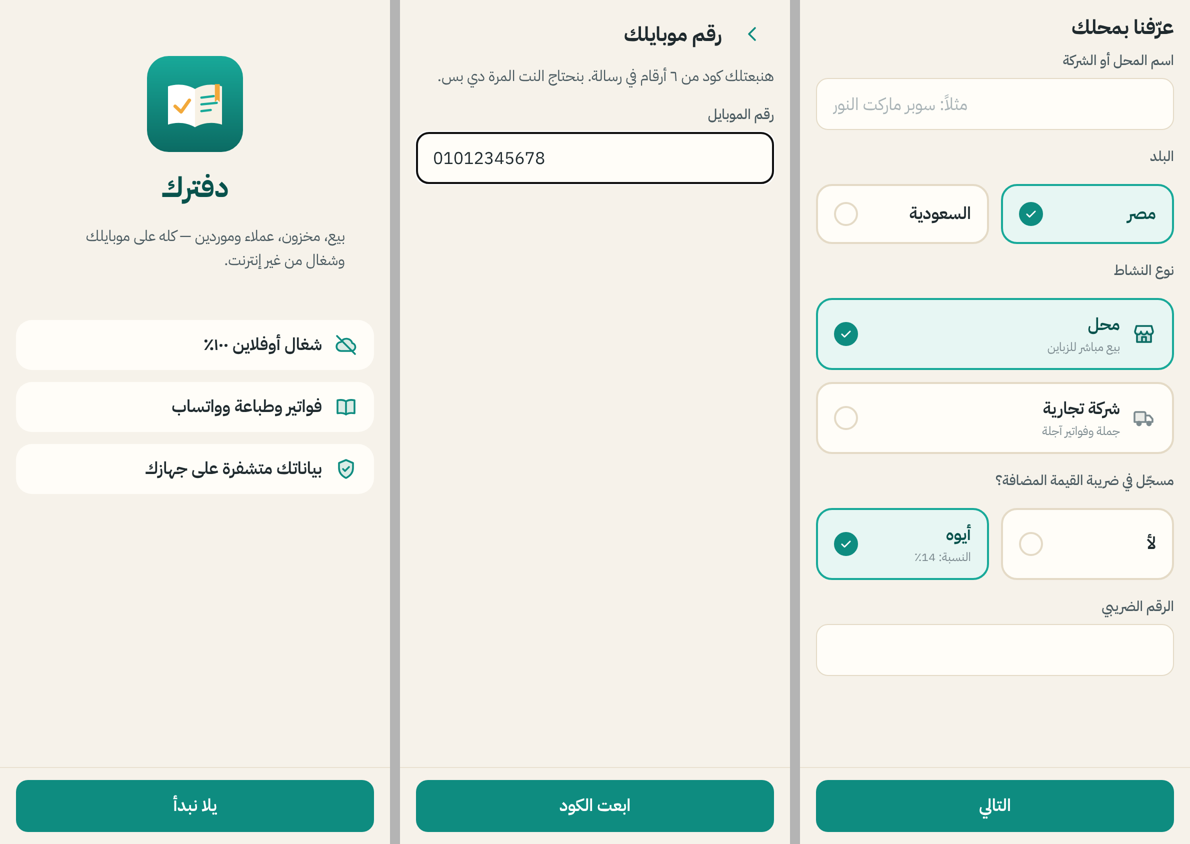 دفترك
بيع، مخزون، عملاء وموردين — كله على موبايلك
وشغال من غير إنترنت.
شغال أوفلاين ١٠٠٪
فواتير وطباعة وواتساب
بياناتك متشفرة على جهازك
يلا نبدأ
رقم موبايلك
هنبعتلك كود من ٦ أرقام في رسالة. بنحتاج النت المرة دي بس.
رقم الموبايل
01012345678
ابعت الكود
عرّفنا بمحلك
اسم المحل أو الشركة
مثلاً: سوبر ماركت النور
البلد
مصر
السعودية
نوع النشاط
محل
بيع مباشر للزباين
شركة تجارية
جملة وفواتير آجلة
مسجّل في ضريبة القيمة المضافة؟
لأ
أيوه
النسبة: 14٪
الرقم الضريبي
التالي